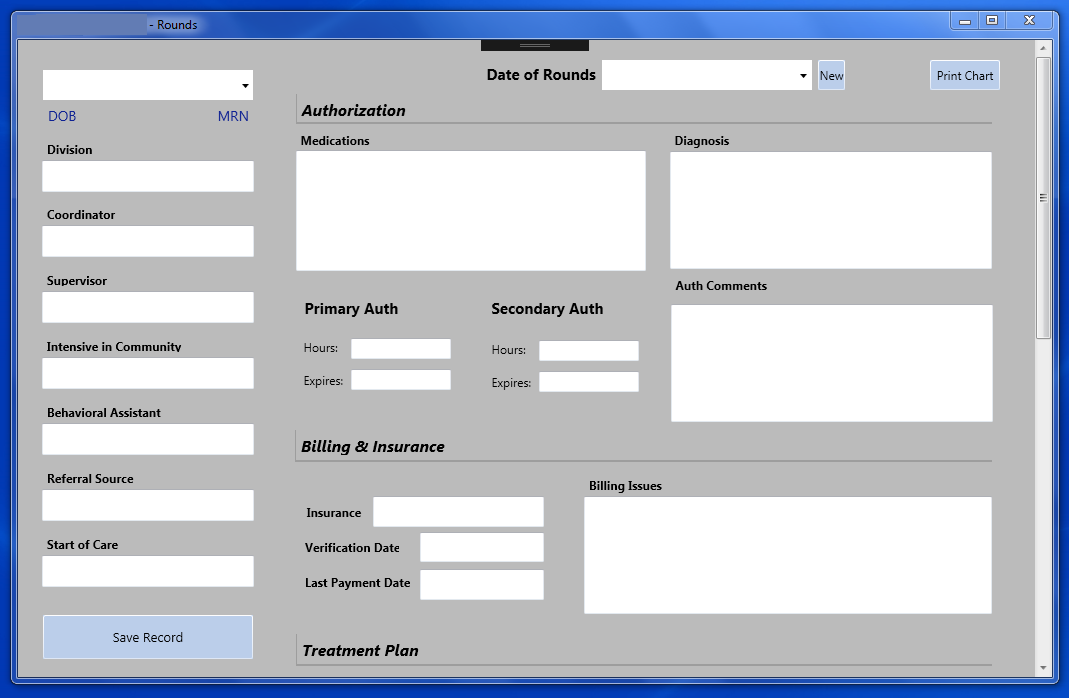 - Rounds
Date of Rounds
New
Print Chart
DOB
MRN
Division
Coordinator
Supervisor
Intensive in Community
Behavioral Assistant
Referral Source
Start of Care
Save Record
Authorization
Medications
Diagnosis
Primary Auth
Hours:
Expires:
Secondary Auth
Hours:
Expires:
Auth Comments
Billing & Insurance
Insurance
Verification Date
Last Payment Date
Billing Issues
Treatment Plan